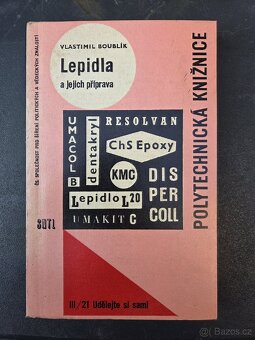 VLASTIMIL BOUBLÍK
Lepidla
a jejich příprava
ČS. SPOLEČNOST PRO ŠÍŘENÍ POLITICKÝCH A VĚDECKÝCH ZNALOSTÍ
POLYTECHNICKÁ KNIŽNICE
UMACOL B
dentakryl
RESOLVAN
ChS Epoxy
KMC
DIS
PER
COLL
Lepidlo L20
UMAKIT C
SNTL
III/21 Udělejte si sami
Bazoš.cz